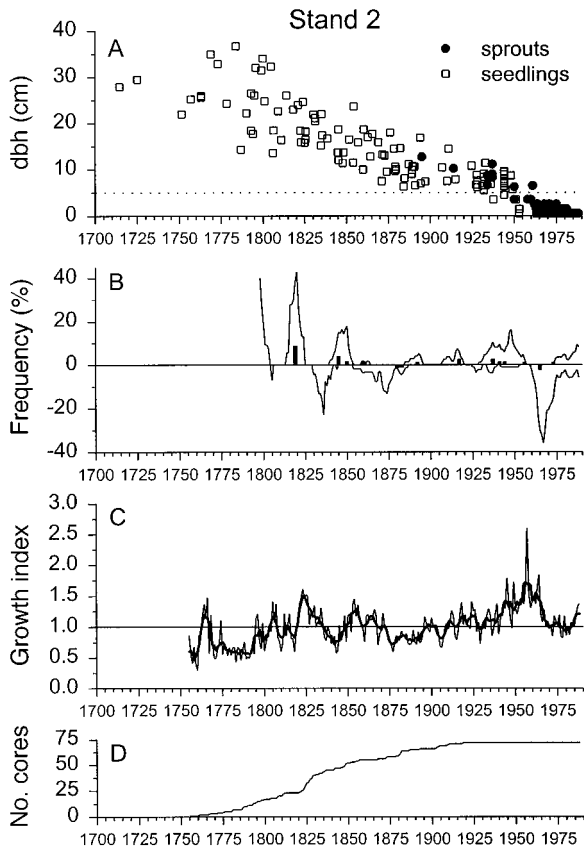 Stand 2
A
● sprouts
□ seedlings
dbh (cm)
40
30
20
10
0
1700 1725 1750 1775 1800 1825 1850 1875 1900 1925 1950 1975
B
Frequency (%)
40
20
0
-20
-40
1700 1725 1750 1775 1800 1825 1850 1875 1900 1925 1950 1975
C
Growth index
3.0
2.5
2.0
1.5
1.0
0.5
0.0
1700 1725 1750 1775 1800 1825 1850 1875 1900 1925 1950 1975
D
No. cores
75
50
25
0
1700 1725 1750 1775 1800 1825 1850 1875 1900 1925 1950 1975